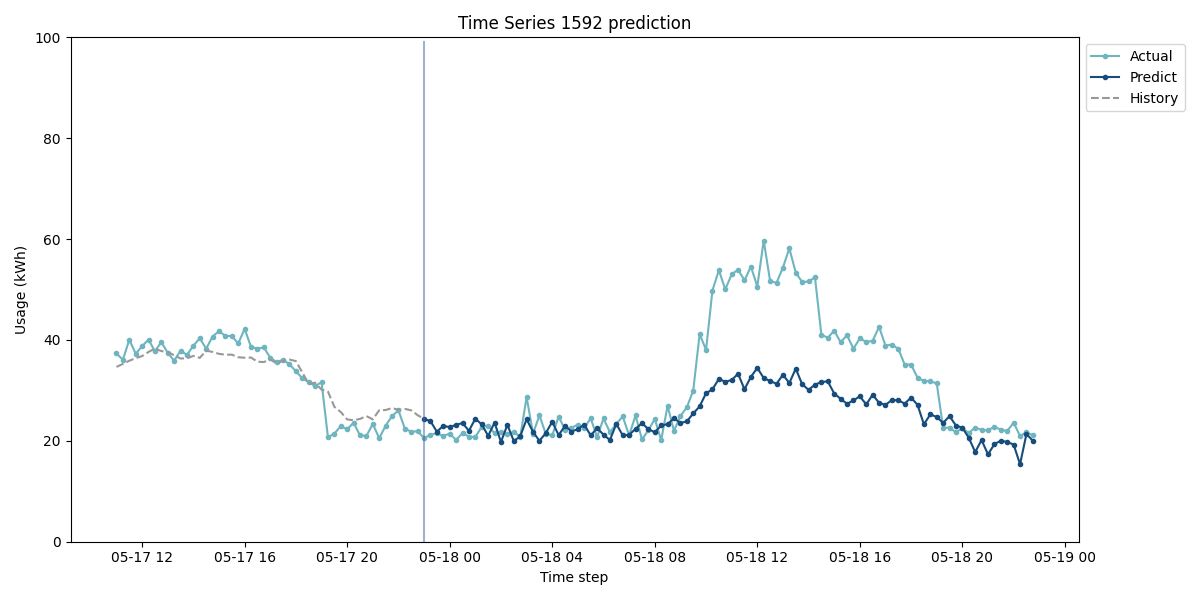 Time Series 1592 prediction
Usage (kWh)
100
80
60
40
20
0
05-17 12
05-17 16
05-17 20
05-18 00
05-18 04
05-18 08
05-18 12
05-18 16
05-18 20
05-19 00
Time step
Actual
Predict
History